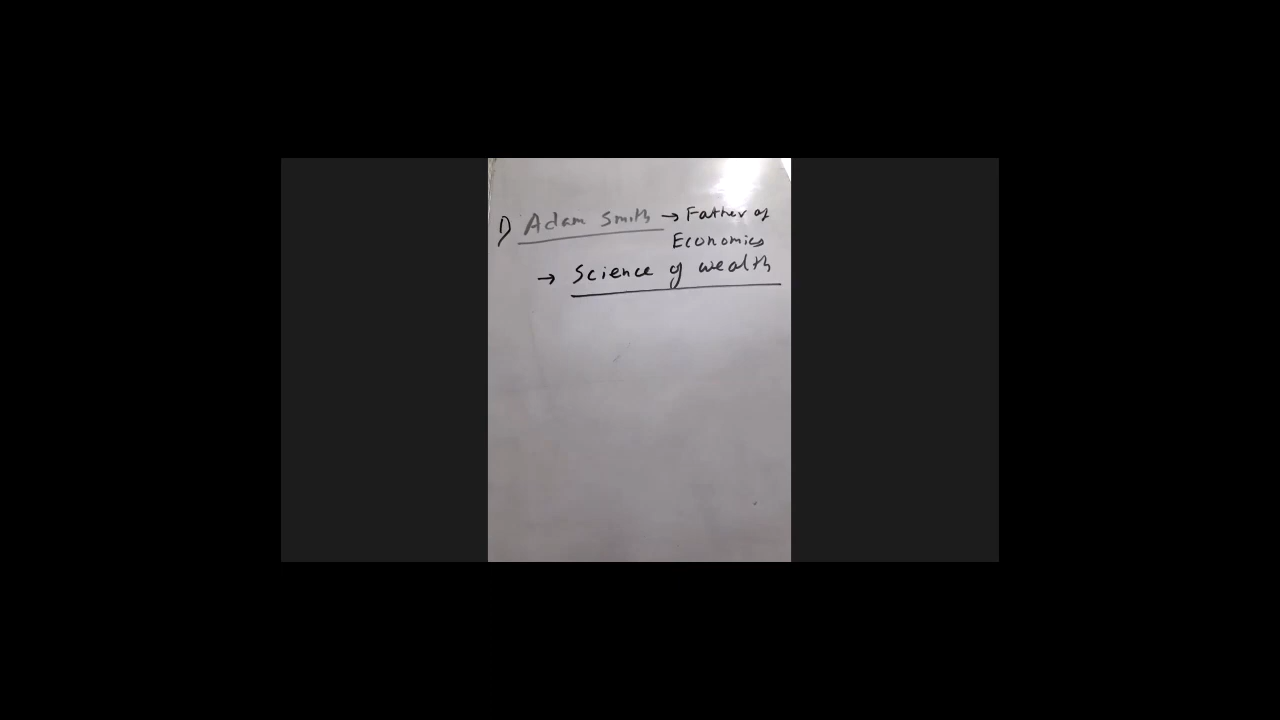 1) Adam Smith → Father of
Economics
→ Science of wealth